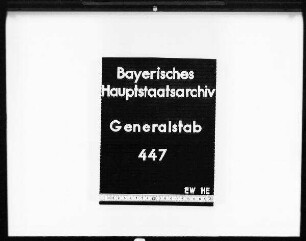 Bayerisches
Hauptstaatsarchiv
Generalstab
447
EW HE